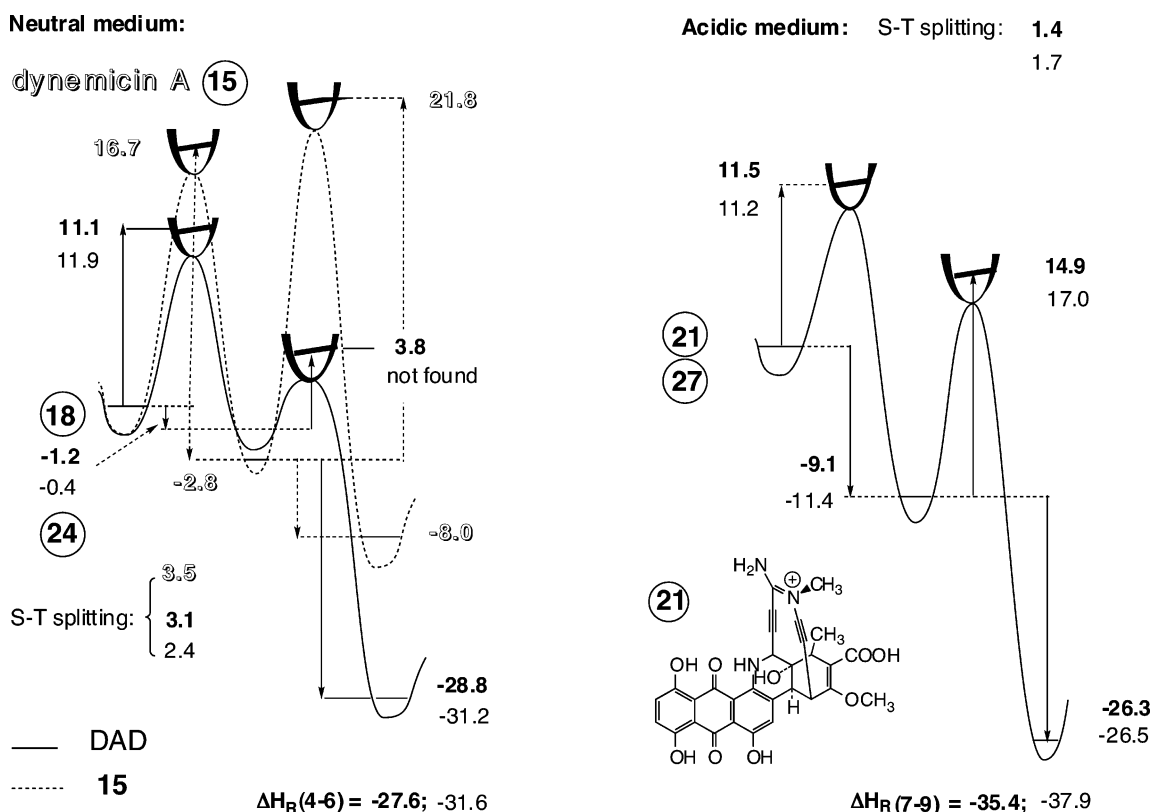 Neutral medium:
dynemicin A 15
16.7
21.8
11.1
11.9
3.8
not found
18
-1.2
-0.4
-2.8
24
-8.0
S-T splitting:
3.5
3.1
2.4
-28.8
-31.2
DAD
15
ΔHR(4-6) = -27.6; -31.6
Acidic medium: S-T splitting: 1.4
1.7
11.5
11.2
14.9
17.0
21
27
-9.1
-11.4
21
H2N
+
N
CH3
CH3
HN
HO
COOH
OCH3
H
OH
O
OH
O
OH
-26.3
-26.5
ΔHR(7-9) = -35.4; -37.9